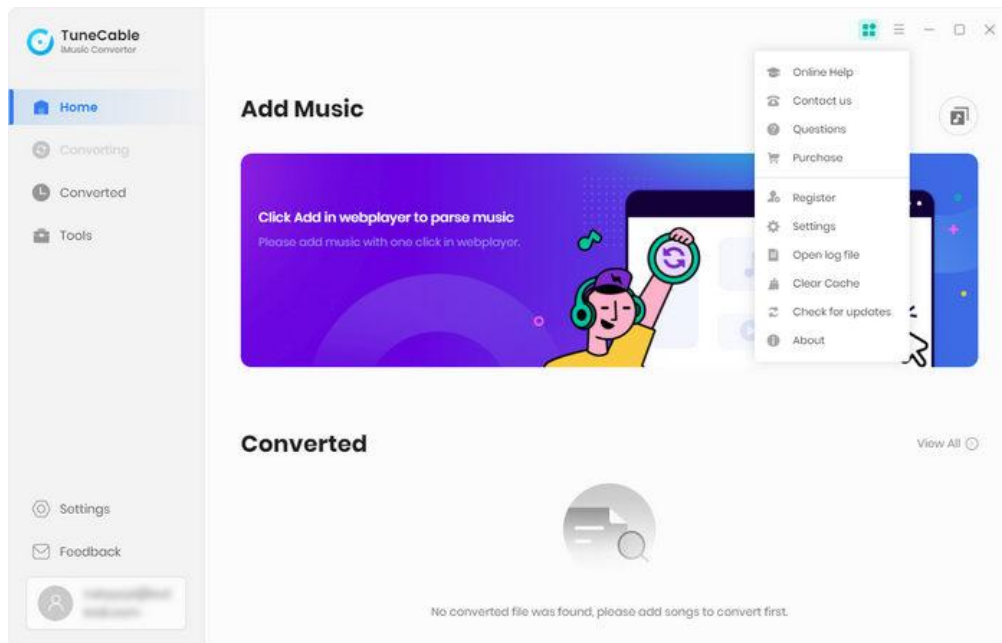 TuneCable
iMusic Converter
Home
Converting
Converted
Tools
Settings
Feedback
Add Music
Click Add in webplayer to parse music
Please add music with one click in webplayer.
Online Help
Contact us
Questions
Purchase
Register
Settings
Open log file
Clear Cache
Check for updates
About
Converted
View All
No converted file was found, please add songs to convert first.